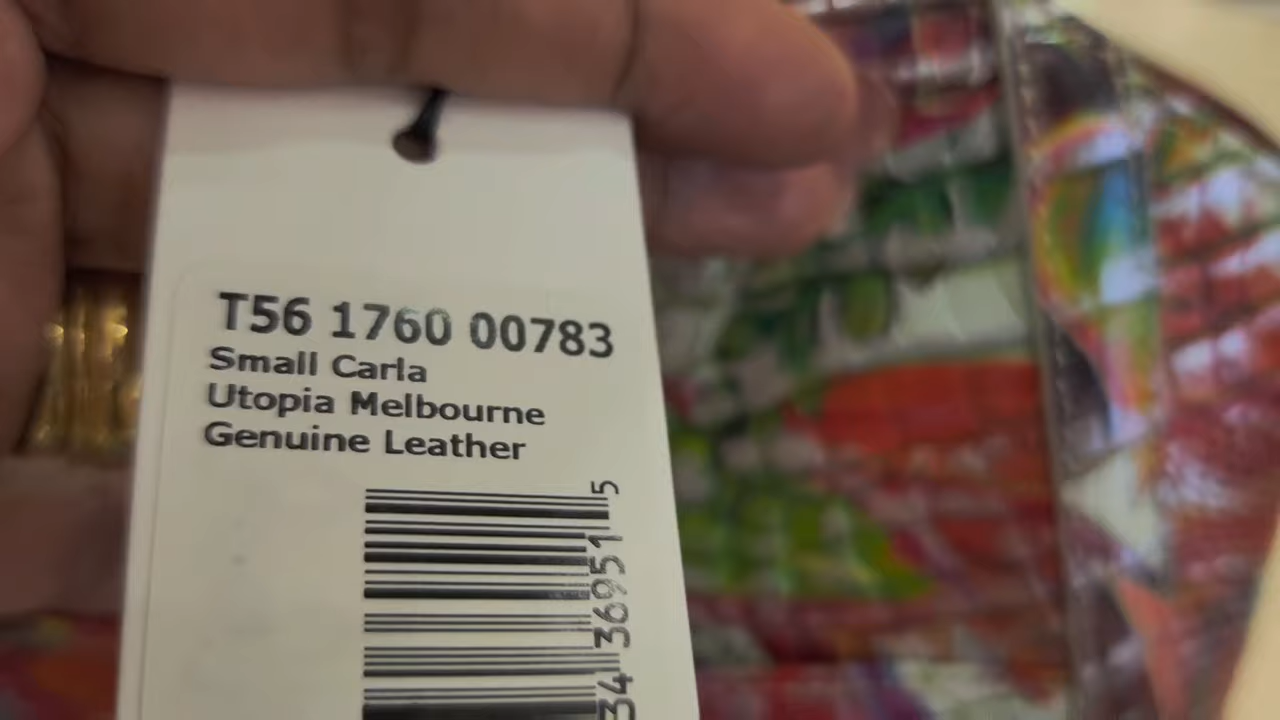 T56 1760 00783
Small Carla
Utopia Melbourne
Genuine Leather
34 36951 5